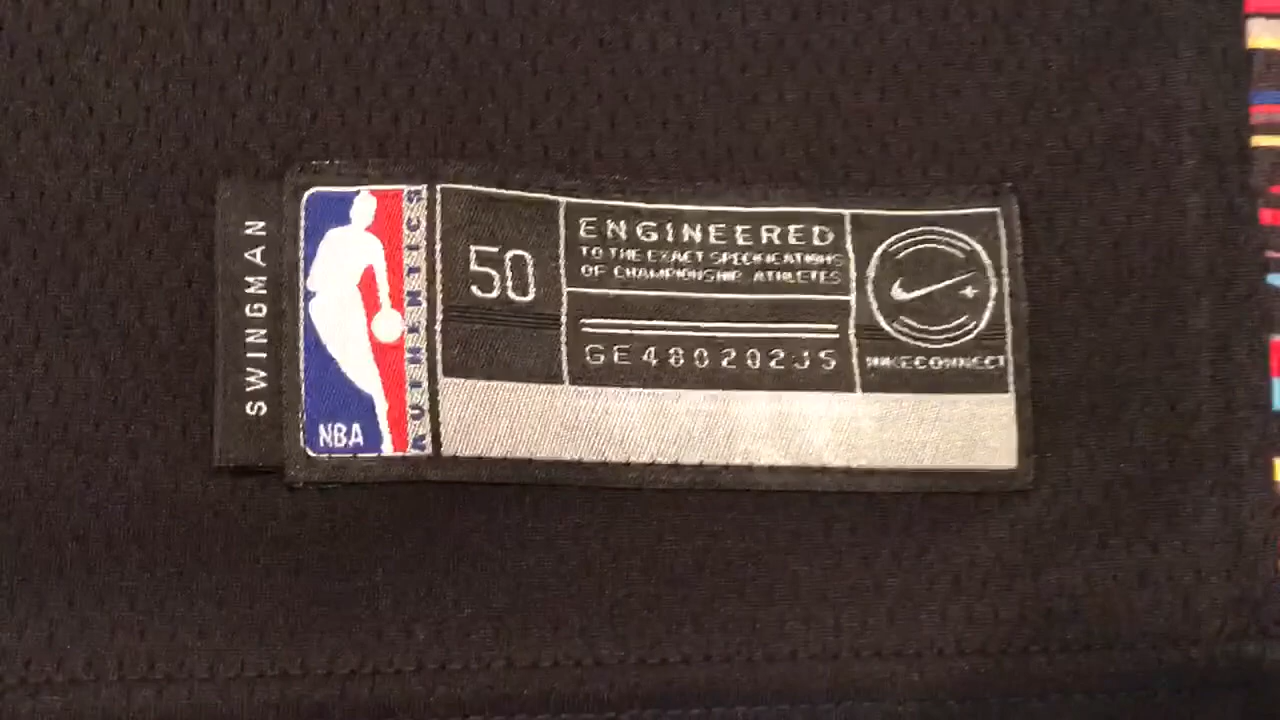 SWINGMAN
NBA
AUTHENTICS
50
ENGINEERED
TO THE EXACT SPECIFICATIONS
OF CHAMPIONSHIP ATHLETES
GE480202JS
NIKECONNECT